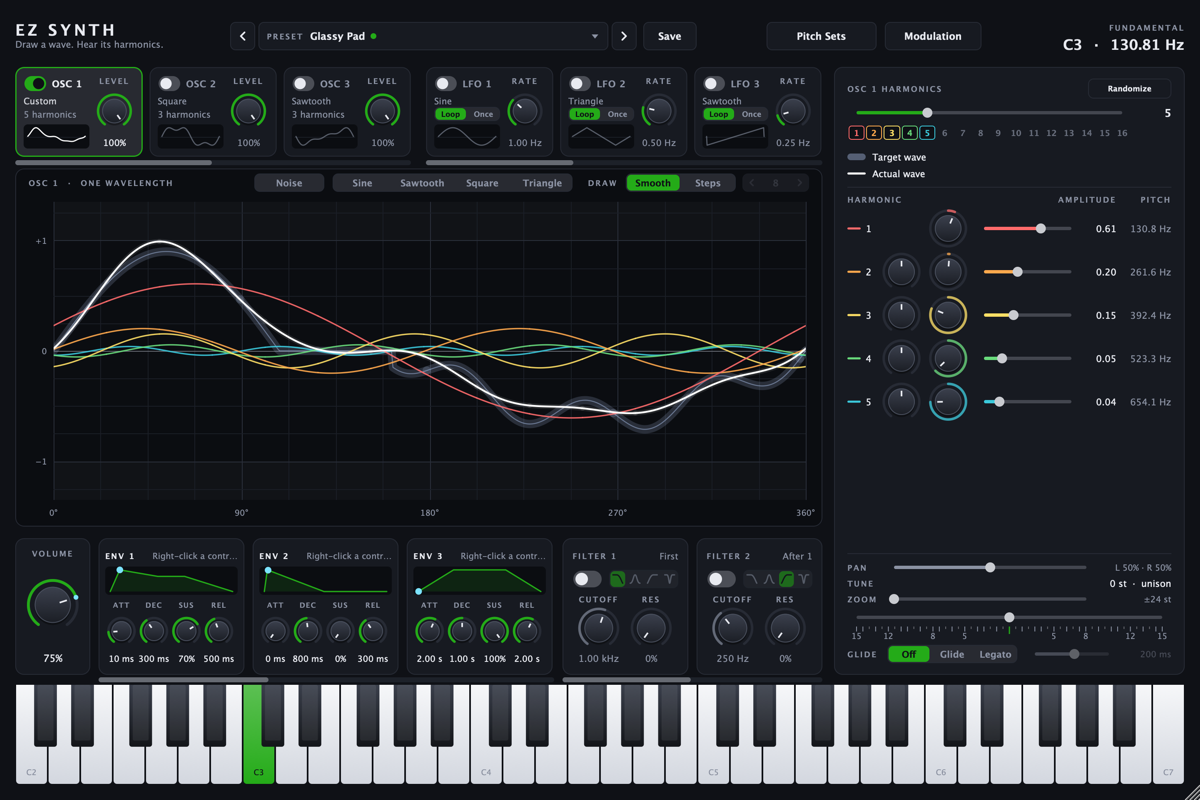 EZ SYNTH
Draw a wave. Hear its harmonics.
PRESET Glassy Pad
Save
Pitch Sets
Modulation
FUNDAMENTAL
C3 · 130.81 Hz
OSC 1 LEVEL
Custom
5 harmonics
100%
OSC 2 LEVEL
Square
3 harmonics
100%
OSC 3 LEVEL
Sawtooth
3 harmonics
100%
LFO 1 RATE
Sine
Loop Once
1.00 Hz
LFO 2 RATE
Triangle
Loop Once
0.50 Hz
LFO 3 RATE
Sawtooth
Loop Once
0.25 Hz
OSC 1 HARMONICS
Randomize
5
1 2 3 4 5 6 7 8 9 10 11 12 13 14 15 16
Target wave
Actual wave
HARMONIC AMPLITUDE PITCH
1 0.61 130.8 Hz
2 0.20 261.6 Hz
3 0.15 392.4 Hz
4 0.05 523.3 Hz
5 0.04 654.1 Hz
OSC 1 · ONE WAVELENGTH
Noise
Sine Sawtooth Square Triangle
DRAW Smooth Steps
8
+1
0
−1
0° 90° 180° 270° 360°
VOLUME
75%
ENV 1 Right-click a contr...
ATT DEC SUS REL
10 ms 300 ms 70% 500 ms
ENV 2 Right-click a contr...
ATT DEC SUS REL
0 ms 800 ms 0% 300 ms
ENV 3 Right-click a contr...
ATT DEC SUS REL
2.00 s 1.00 s 100% 2.00 s
FILTER 1 First
CUTOFF RES
1.00 kHz 0%
FILTER 2 After 1
CUTOFF RES
250 Hz 0%
PAN L 50% · R 50%
TUNE 0 st · unison
ZOOM ±24 st
15 12 8 5 5 8 12 15
GLIDE Off Glide Legato 200 ms
C2 C3 C4 C5 C6 C7